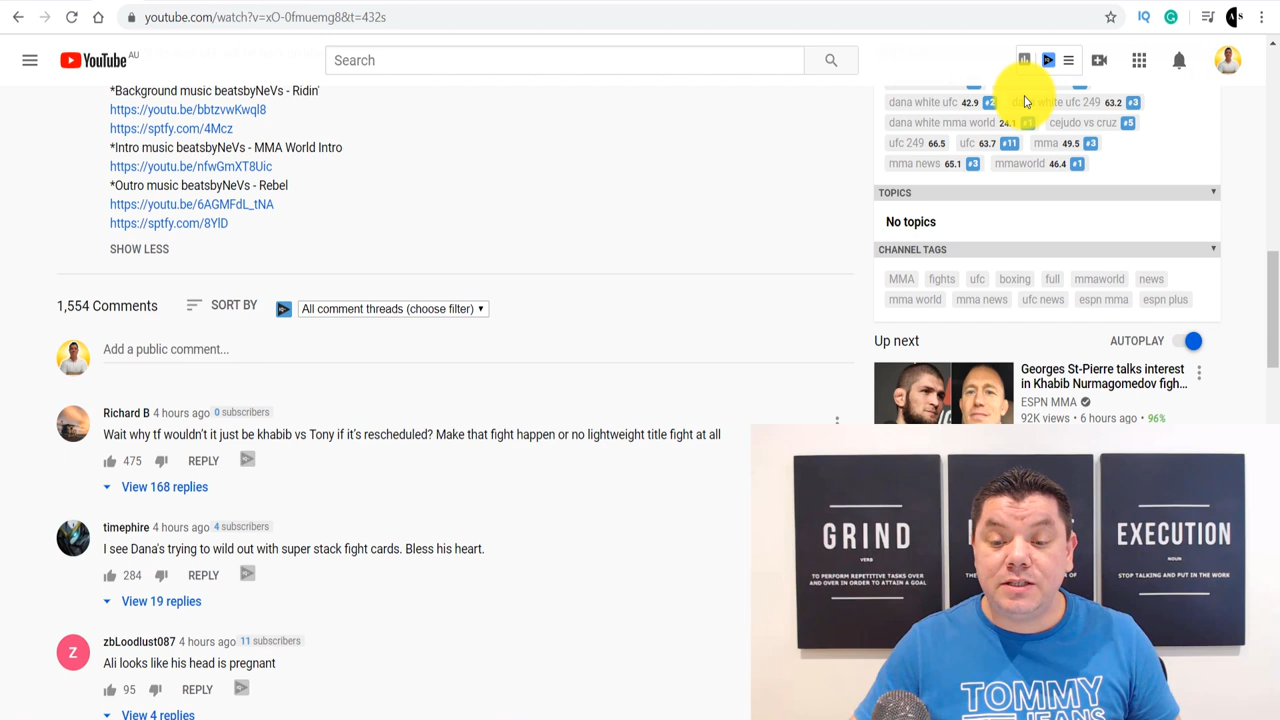 youtube.com/watch?v=xO-0fmuemg8&t=432s
IQ
A S
YouTube AU
Search
*Background music beatsbyNeVs - Ridin'
https://youtu.be/bbtzvwKwqI8
https://sptfy.com/4Mcz
*Intro music beatsbyNeVs - MMA World Intro
https://youtu.be/nfwGmXT8Uic
*Outro music beatsbyNeVs - Rebel
https://youtu.be/6AGMFdL_tNA
https://sptfy.com/8YlD
SHOW LESS
dana white ufc 42.9 #2 dana white ufc 249 63.2 #3
dana white mma world 24.1 #1 cejudo vs cruz #5
ufc 249 66.5 ufc 63.7 #11 mma 49.5 #3
mma news 65.1 #3 mmaworld 46.4 #1
TOPICS
No topics
CHANNEL TAGS
MMA fights ufc boxing full mmaworld news
mma world mma news ufc news espn mma espn plus
1,554 Comments SORT BY All comment threads (choose filter)
Add a public comment...
Richard B 4 hours ago 0 subscribers
Wait why tf wouldn't it just be khabib vs Tony if it's rescheduled? Make that fight happen or no lightweight title fight at all
475 REPLY
View 168 replies
timephire 4 hours ago 4 subscribers
I see Dana's trying to wild out with super stack fight cards. Bless his heart.
284 REPLY
View 19 replies
Z
zbLoodlust087 4 hours ago 11 subscribers
Ali looks like his head is pregnant
95 REPLY
View 4 replies
Up next AUTOPLAY
Georges St-Pierre talks interest
in Khabib Nurmagomedov figh...
ESPN MMA
92K views • 6 hours ago • 96%
GRIND
VERB
TO PERFORM REPETITIVE TASKS OVER
AND OVER IN ORDER TO ATTAIN A GOAL
EXECUTION
NOUN
STOP TALKING AND PUT IN THE WORK
TOMMY
JEANS